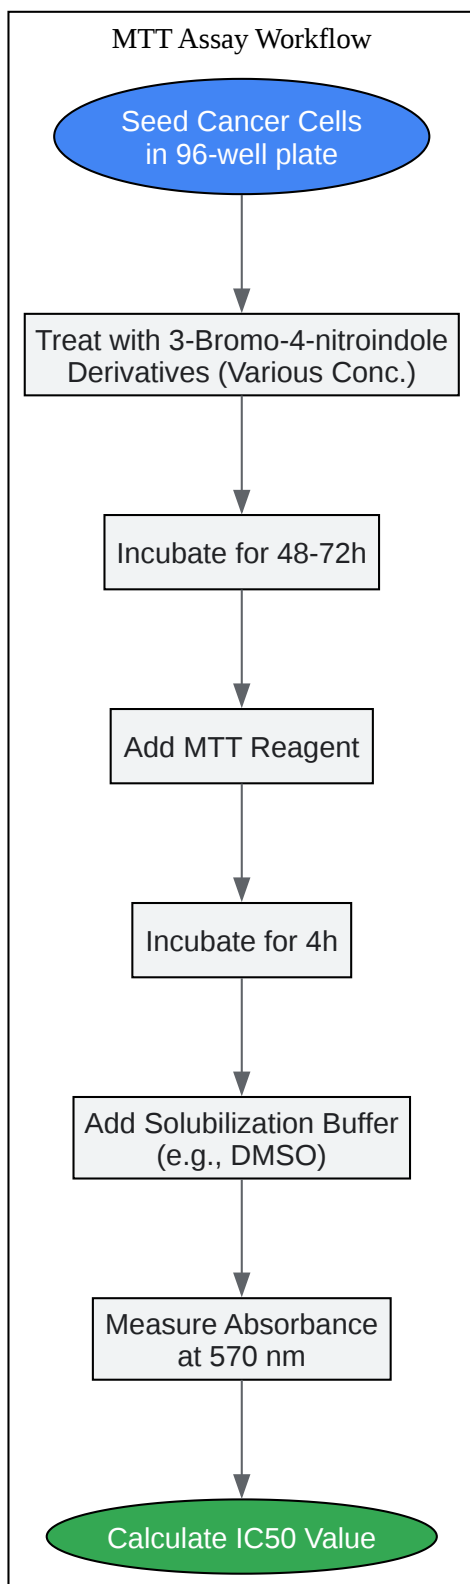 MTT Assay Workflow
Seed Cancer Cells
in 96-well plate
Treat with 3-Bromo-4-nitroindole
Derivatives (Various Conc.)
Incubate for 48-72h
Add MTT Reagent
Incubate for 4h
Add Solubilization Buffer
(e.g., DMSO)
Measure Absorbance
at 570 nm
Calculate IC50 Value